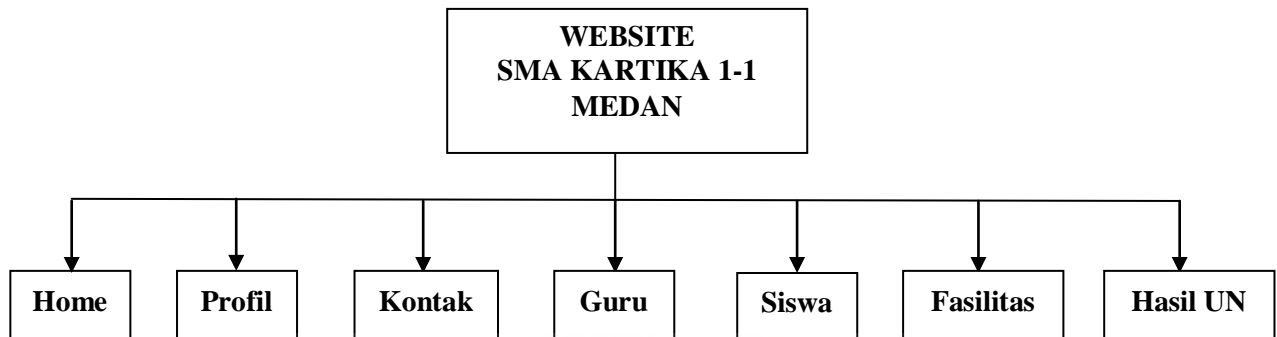 WEBSITE
SMA KARTIKA 1-1
MEDAN
Home
Profil
Kontak
Guru
Siswa
Fasilitas
Hasil UN